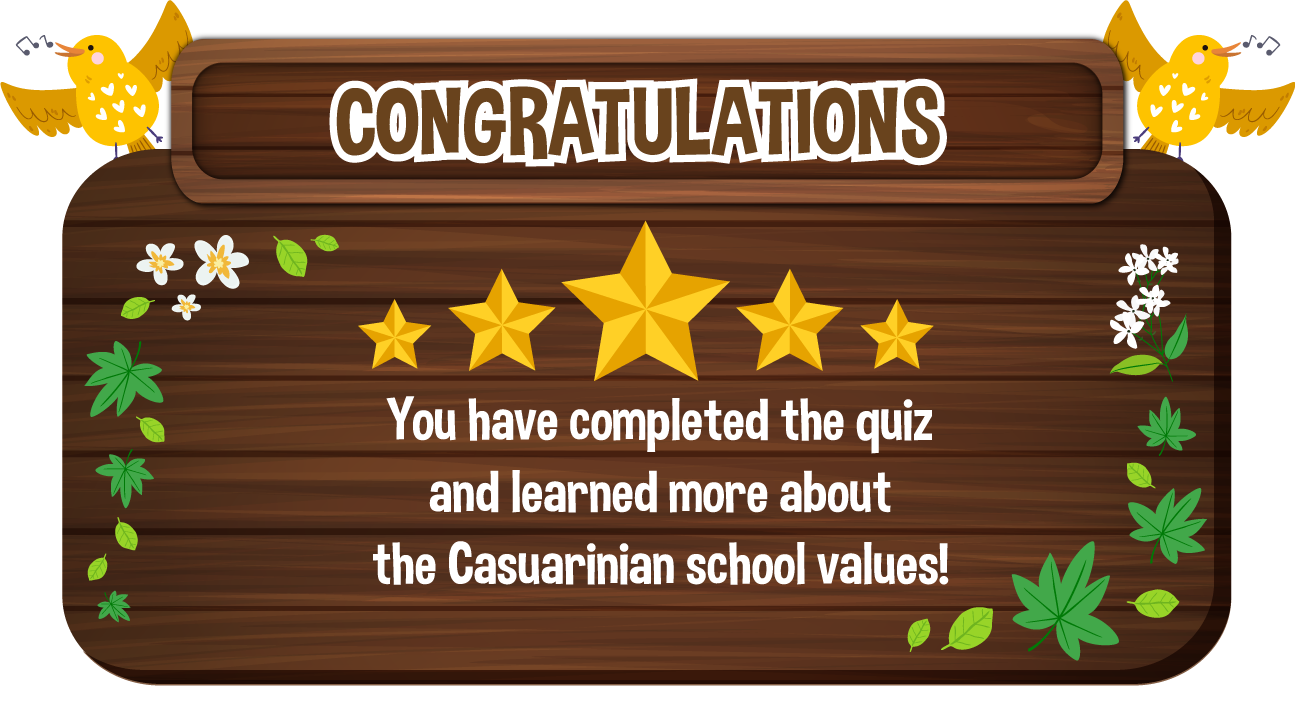 CONGRATULATIONS
You have completed the quiz
and learned more about
the Casuarinian school values!